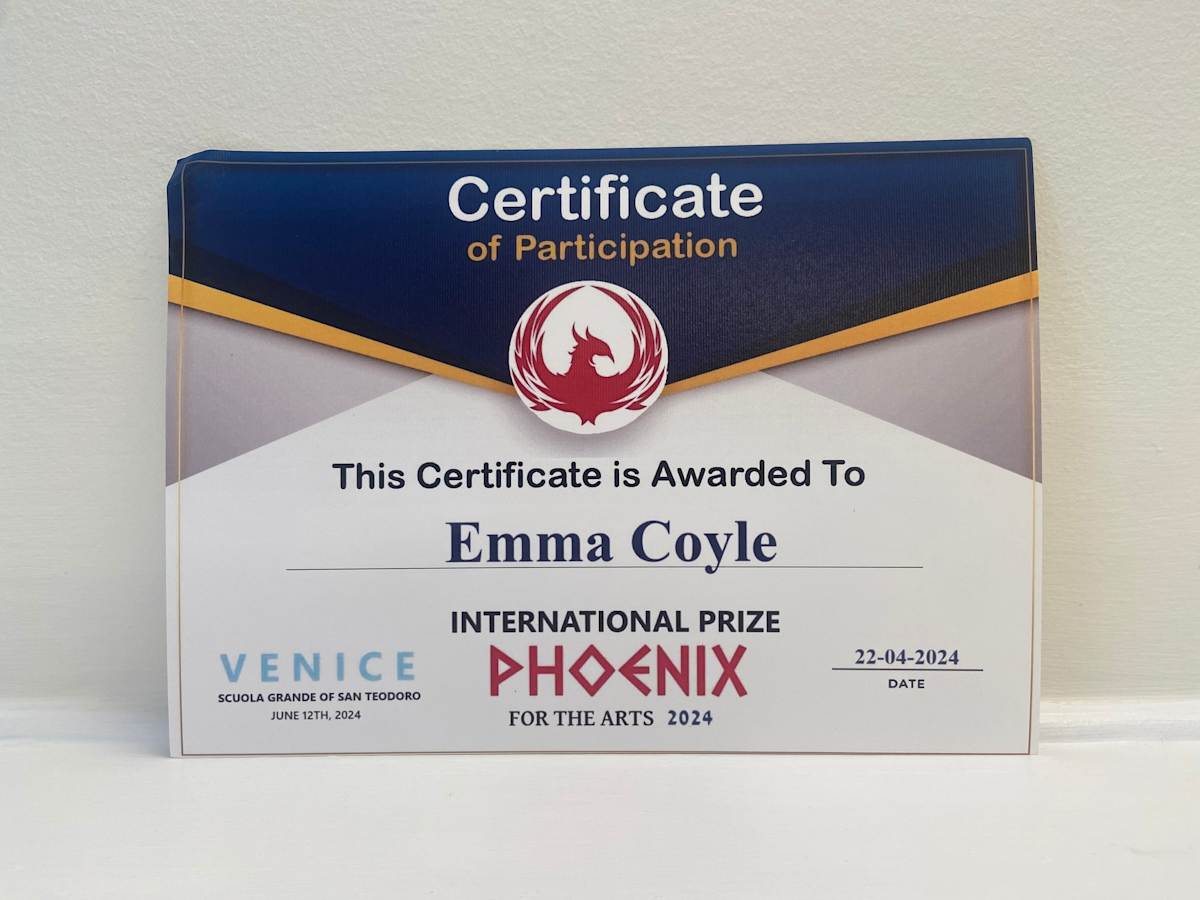 Certificate
of Participation
This Certificate is Awarded To
Emma Coyle
INTERNATIONAL PRIZE
PHOENIX
FOR THE ARTS 2024
VENICE
SCUOLA GRANDE OF SAN TEODORO
JUNE 12TH, 2024
22-04-2024
DATE